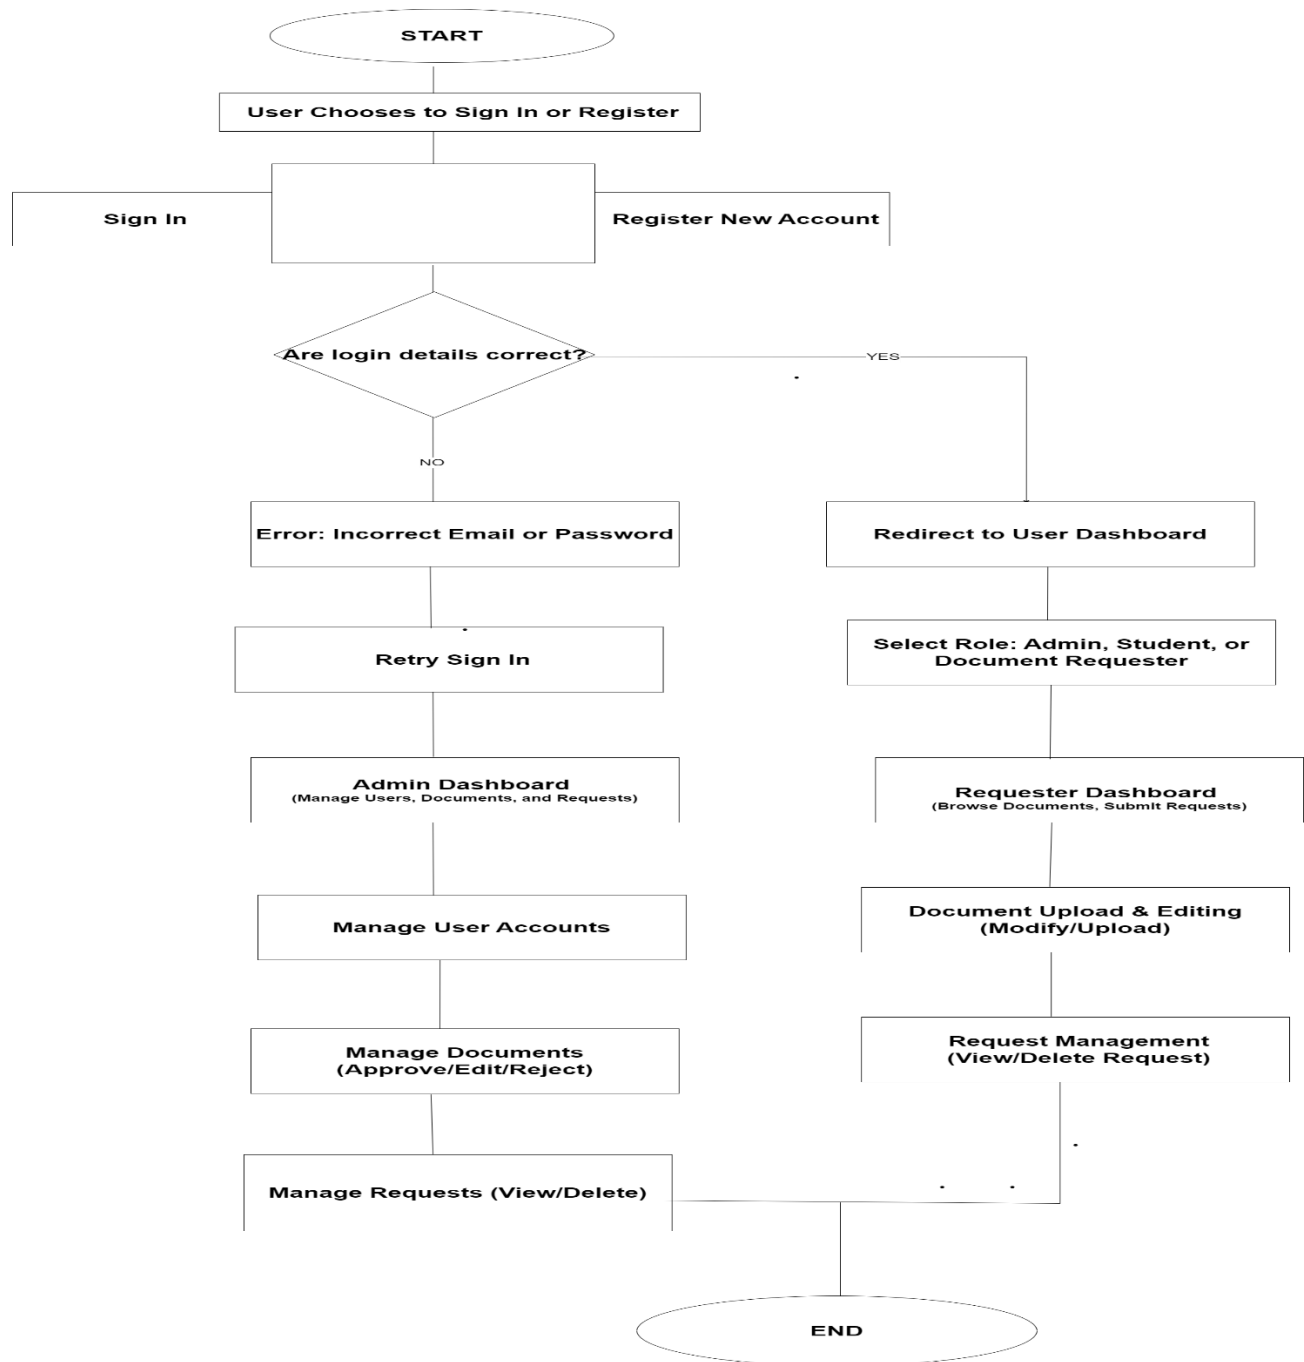 START
User Chooses to Sign In or Register
Sign In
Register New Account
Are login details correct?
YES
NO
Error: Incorrect Email or Password
Redirect to User Dashboard
Retry Sign In
Select Role: Admin, Student, or
Document Requester
Admin Dashboard
(Manage Users, Documents, and Requests)
Requester Dashboard
(Browse Documents, Submit Requests)
Manage User Accounts
Document Upload & Editing
(Modify/Upload)
Manage Documents
(Approve/Edit/Reject)
Request Management
(View/Delete Request)
Manage Requests (View/Delete)
END